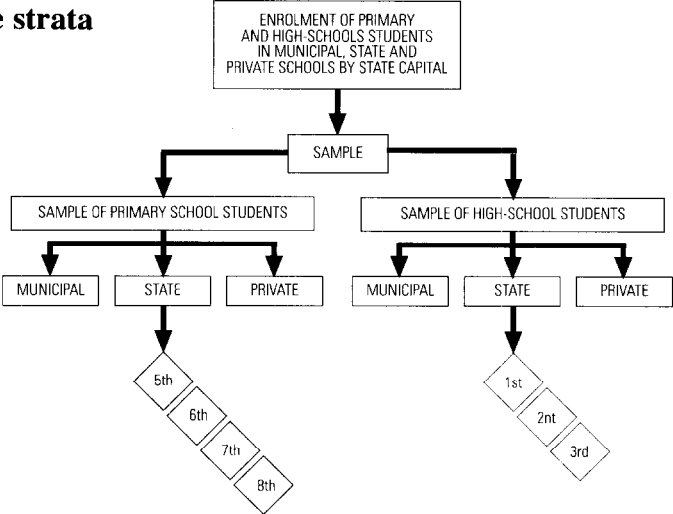 e strata
ENROLMENT OF PRIMARY
AND HIGH-SCHOOLS STUDENTS
IN MUNICIPAL, STATE AND
PRIVATE SCHOOLS BY STATE CAPITAL
SAMPLE
SAMPLE OF PRIMARY SCHOOL STUDENTS
SAMPLE OF HIGH-SCHOOL STUDENTS
MUNICIPAL
STATE
PRIVATE
MUNICIPAL
STATE
PRIVATE
5th
6th
7th
8th
1st
2nt
3rd